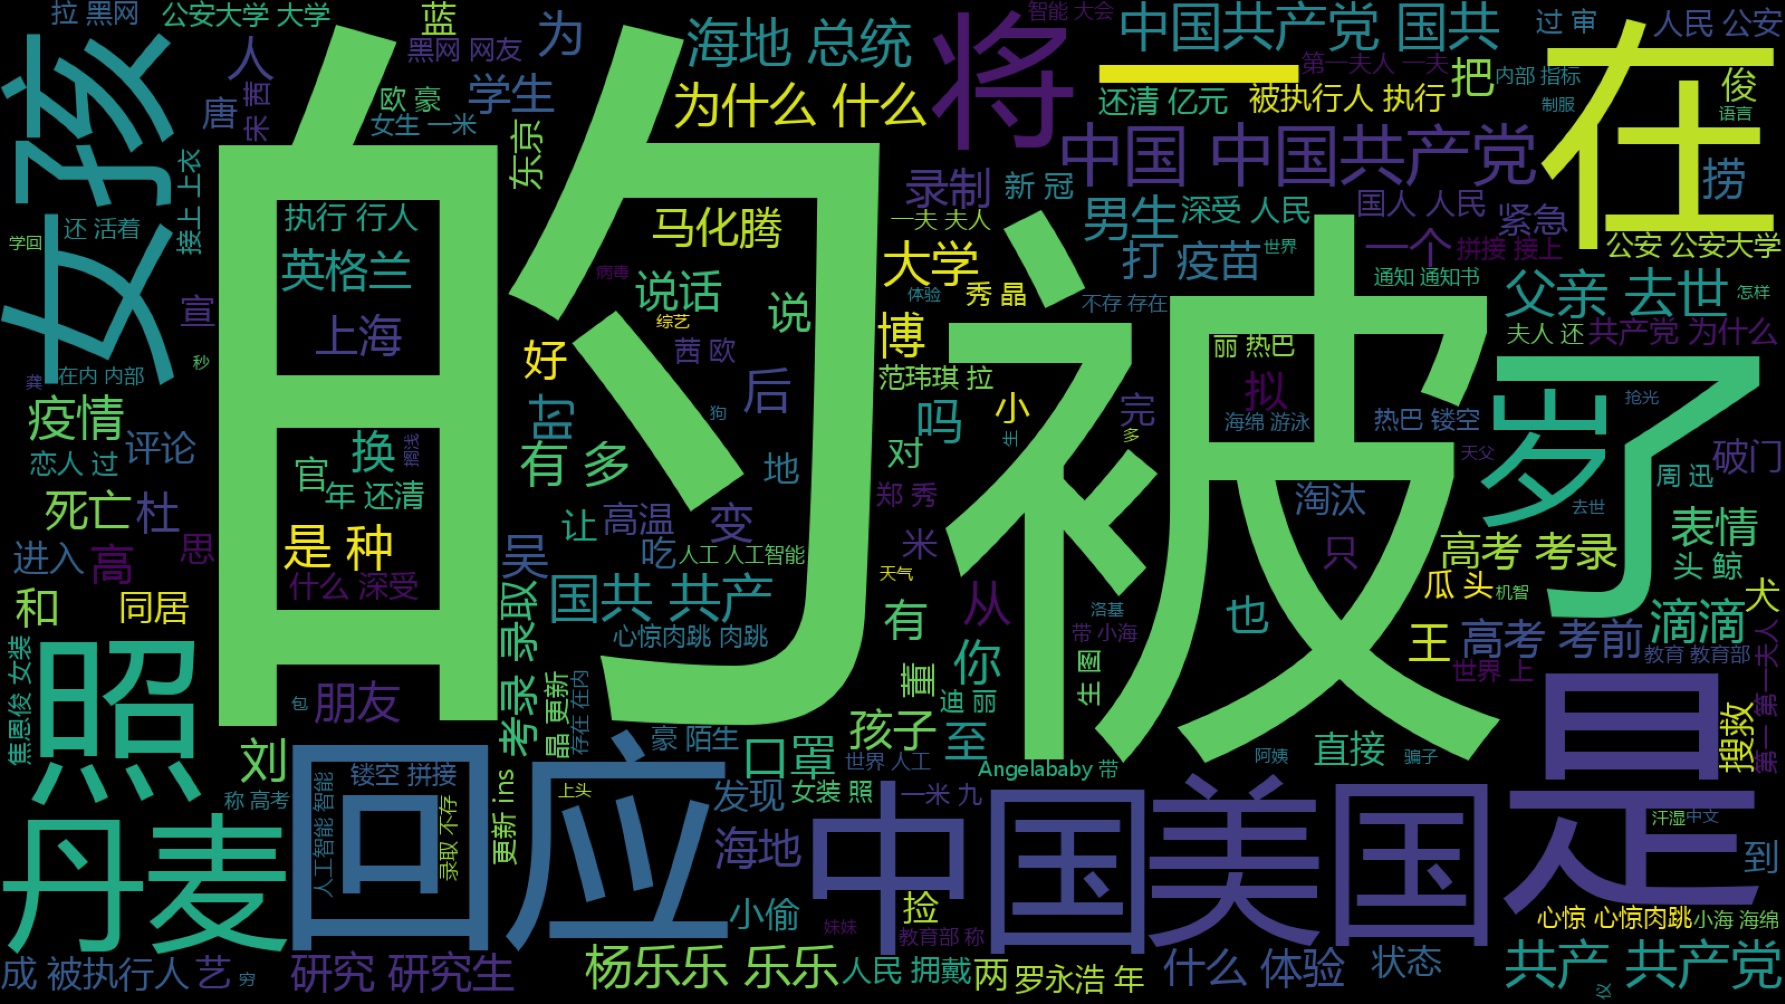 拉 黑网
公安大学 大学
蓝
黑网 网友
为
海地 总统
将
智能 大会
中国共产党 国共
过 审
人民 公安
女孩
人
唐
宋茜
欧 豪
学生
女生 一米
东京
为什么 什么
一
第一夫人 一夫
还清 亿元
被执行人 执行
把
内部 指标
制服
俊
语言
在
的
被
中国 中国共产党
捞
接上 上衣
还 活着
学回
执行 行人
英格兰
上海
宣
马化腾
病毒
说话
说
综艺
录制
新 冠
一夫 夫人
大学
体验
秀 晶
男生
深受 人民
打 疫苗
世界
国人 人民
紧急
一个
拼接 接上
公安 公安大学
通知 通知书
不存 存在
父亲 去世
怎样
夫人 还
共产党 为什么
秒
龚
在内 内部
好
茜 欧
博
丽 热巴
范玮琪 拉
后
时
狗
疫情
评论
恋人 过
换
搁浅
官
年 还清
有 多
地
吗
小
生
对
完
多
拟
海绵 游泳
热巴 镂空
岁
了
抢光
天父
周 迅
破门
去世
死亡
杜
是 种
让
高温
变
郑 秀
米
淘汰
只
表情
进入
高
思
什么 深受
吴
吃
人工 人工智能
天气
高考 考录
头 鲸
和
同居
国共 共产
有
从
洛基
瓜 头
机智
犬
心惊肉跳 肉跳
带 小海
也
王
高考 考前
滴滴
教育 教育部
世界 上
第一 第一夫人
焦恩俊 女装
照
朋友
包
考录 录取
晶 更新
存在 在内
董
你
迪 丽
生 图
是
搜救
刘
豪 陌生
口罩
孩子
至
世界 人工
Angelababy 带
阿姨
直接
骗子
回应
镂空 拼接
称 高考
人工智能 智能
录取 不存
更新 ins
上头
发现
女装 照
一米 九
丹麦
海地
中国
美国
汗湿
中文
到
小偷
妹妹
捡
教育部 称
心惊 心惊肉跳
小海 海绵
成 被执行人
艺
穷
研究 研究生
杨乐乐 乐乐
人民 拥戴
两
罗永浩 年
什么 体验
状态
仅
共产 共产党